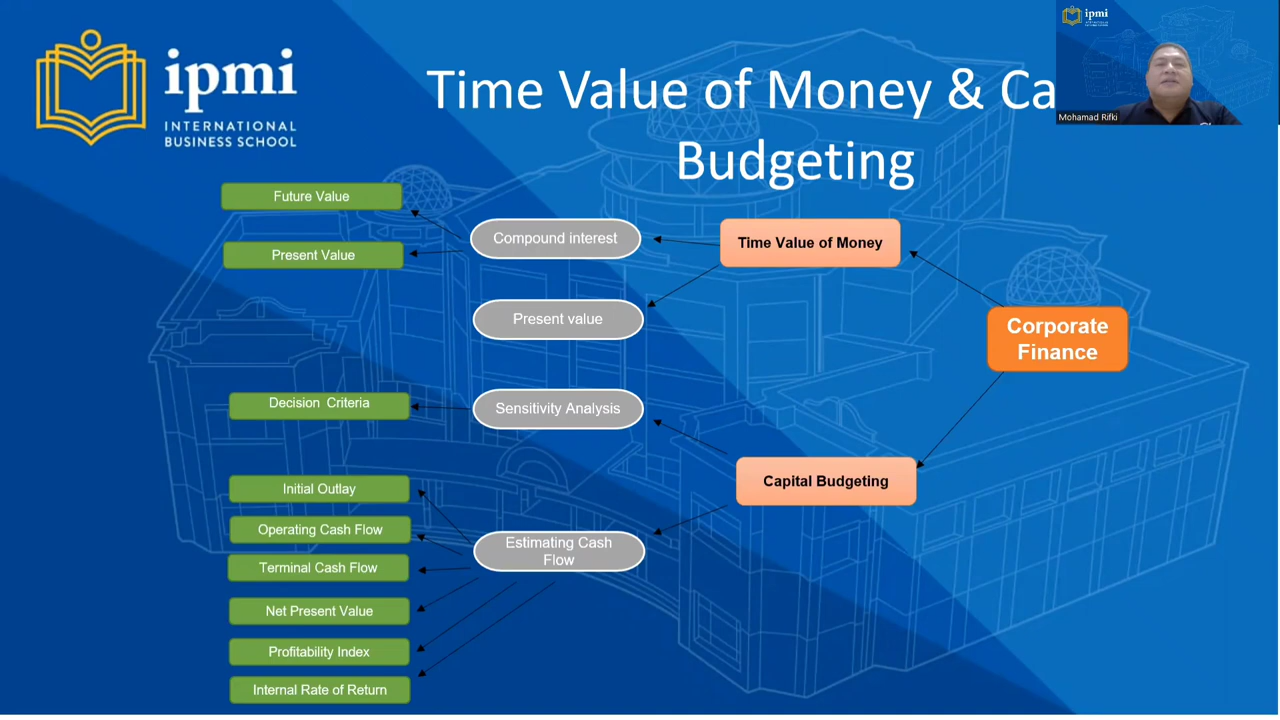 ipmi
INTERNATIONAL
BUSINESS SCHOOL
Time Value of Money & Ca
Budgeting
ipmi
Mohamad Rifki
Future Value
Present Value
Compound interest
Time Value of Money
Present value
Corporate
Finance
Decision Criteria
Sensitivity Analysis
Capital Budgeting
Initial Outlay
Operating Cash Flow
Terminal Cash Flow
Estimating Cash
Flow
Net Present Value
Profitability Index
Internal Rate of Return